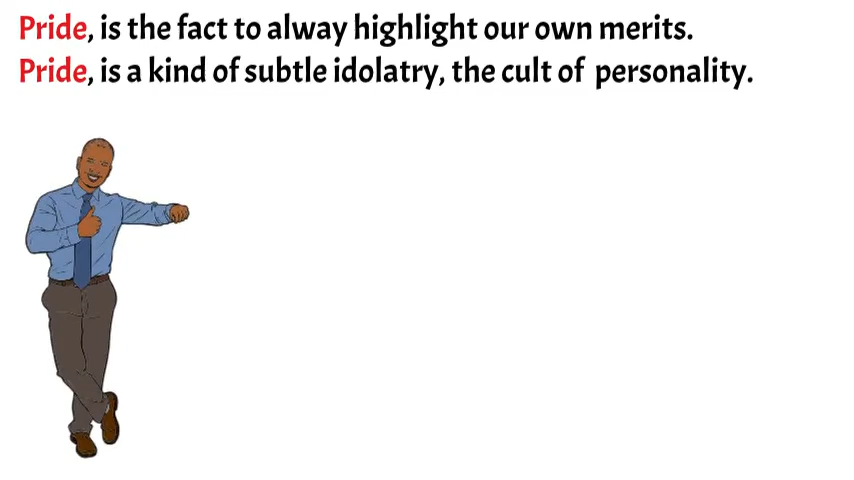 Pride, is the fact to alway highlight our own merits.
Pride, is a kind of subtle idolatry, the cult of personality.